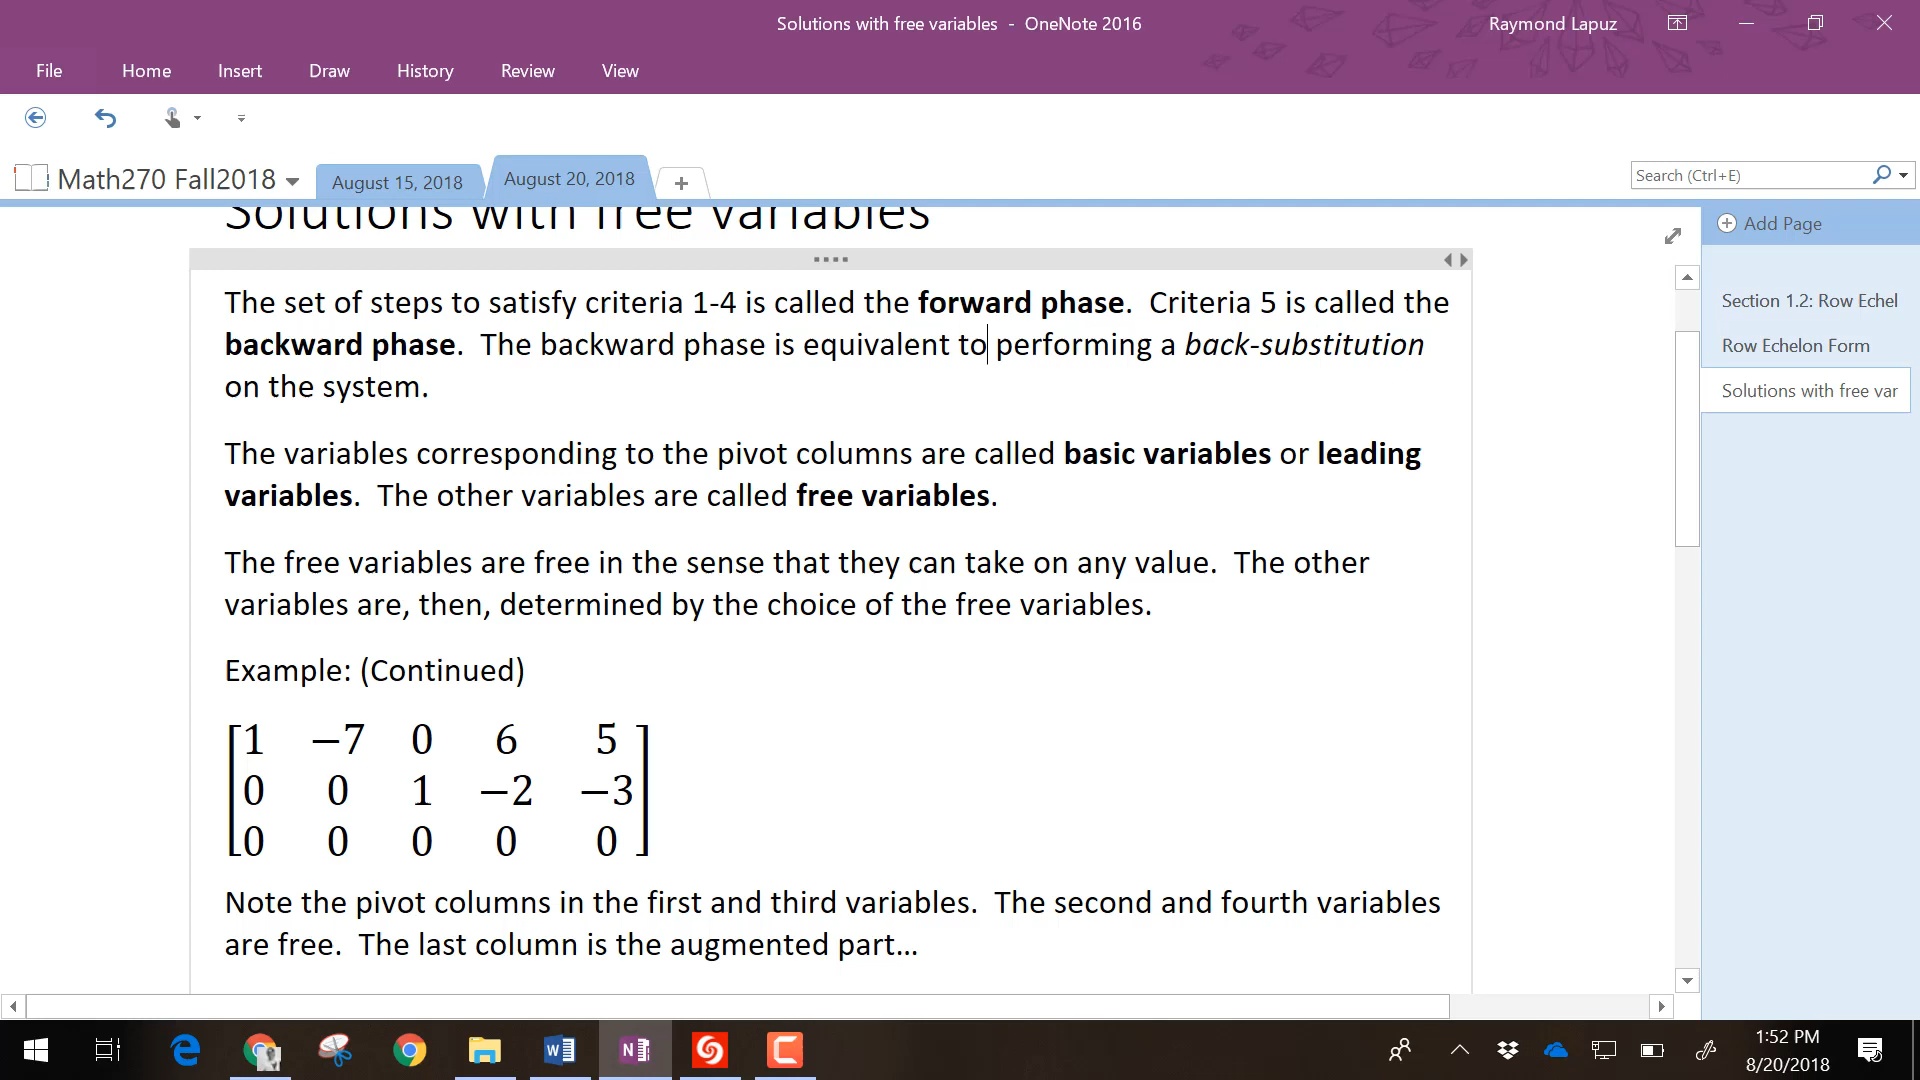 Solutions with free variables - OneNote 2016
Raymond Lapuz
File Home Insert Draw History Review View
Math270 Fall2018
August 15, 2018
August 20, 2018
Search (Ctrl+E)
Solutions with free variables
Add Page
Section 1.2: Row Echel
Row Echelon Form
Solutions with free var
The set of steps to satisfy criteria 1-4 is called the forward phase. Criteria 5 is called the
backward phase. The backward phase is equivalent to performing a back-substitution
on the system.
The variables corresponding to the pivot columns are called basic variables or leading
variables. The other variables are called free variables.
The free variables are free in the sense that they can take on any value. The other
variables are, then, determined by the choice of the free variables.
Example: (Continued)
1 −7 0 6 5
0 0 1 −2 −3
0 0 0 0 0
Note the pivot columns in the first and third variables. The second and fourth variables
are free. The last column is the augmented part...
1:52 PM
8/20/2018